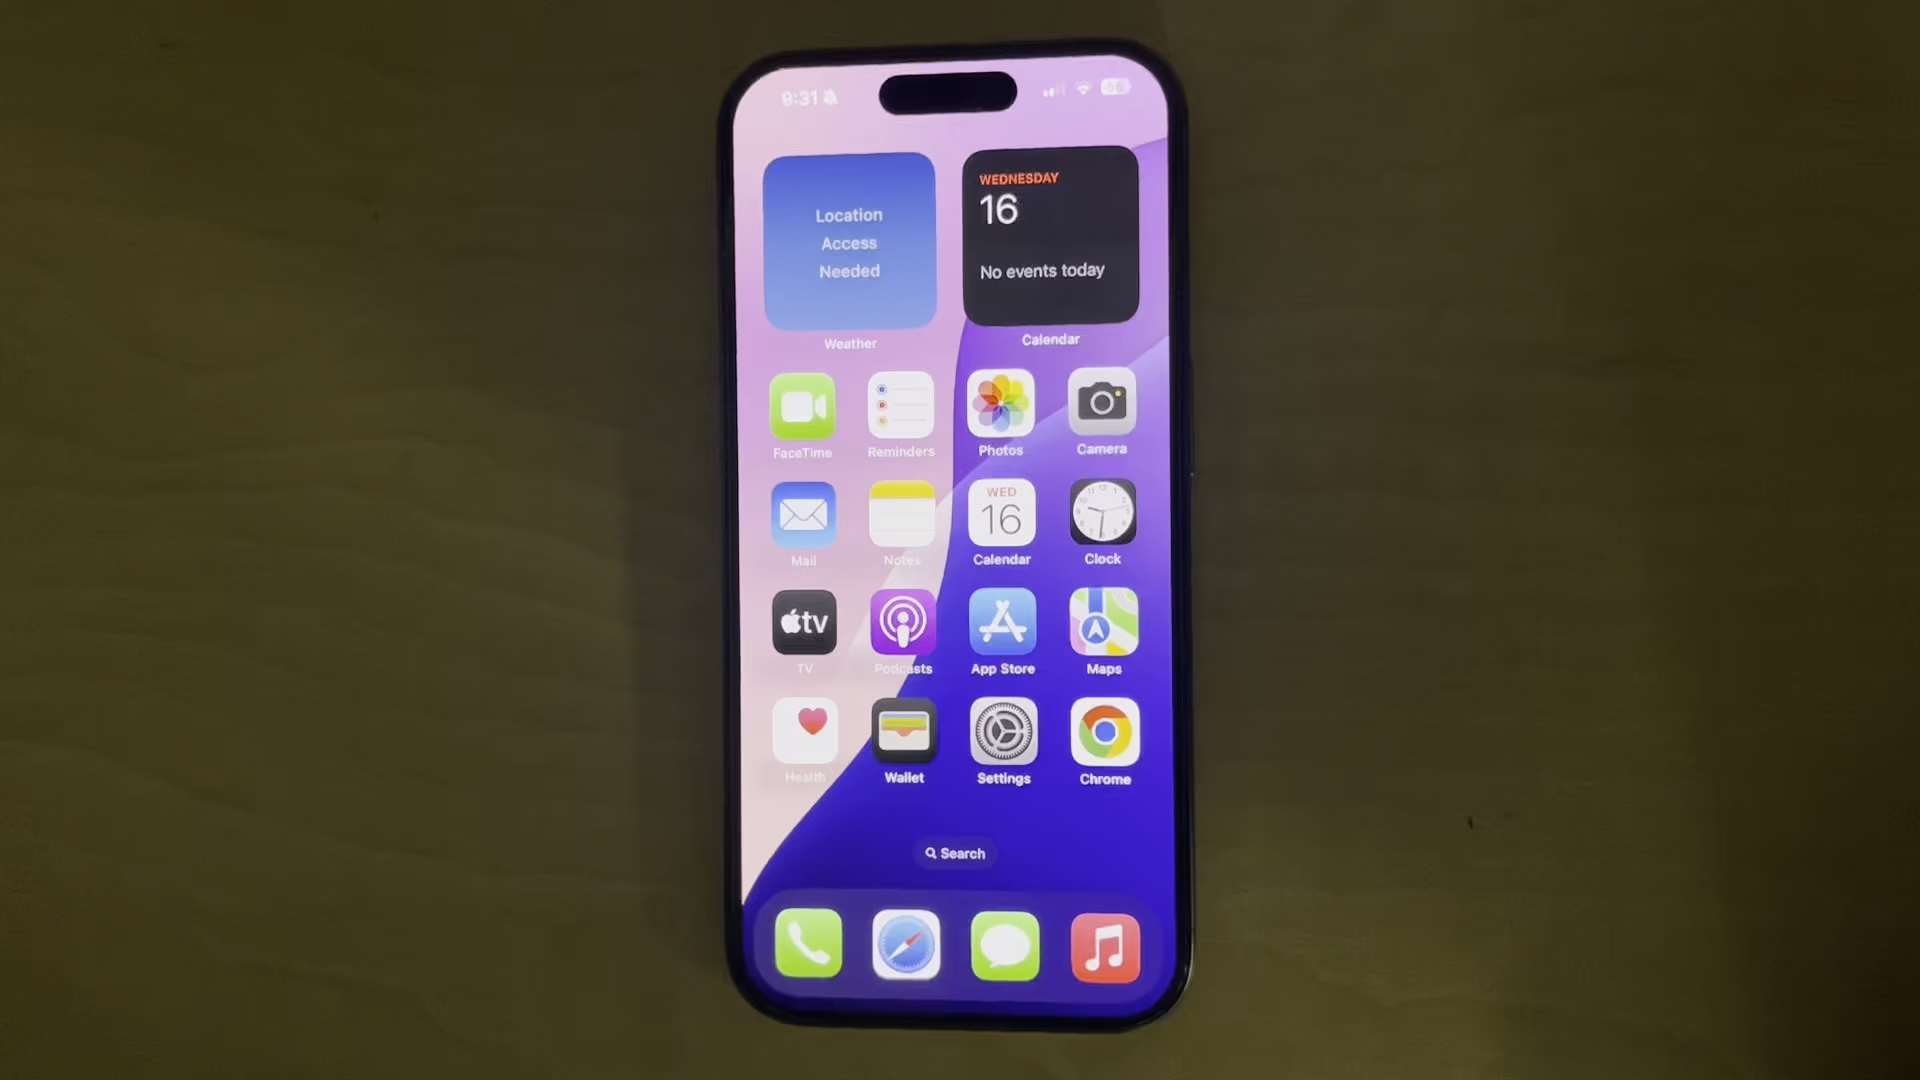 9:31
Location
Access
Needed
Weather
WEDNESDAY
16
No events today
Calendar
FaceTime
Reminders
Photos
Camera
Mail
Notes
WED
16
Calendar
Clock
tv
TV
Podcasts
App Store
Maps
Health
Wallet
Settings
Chrome
Search